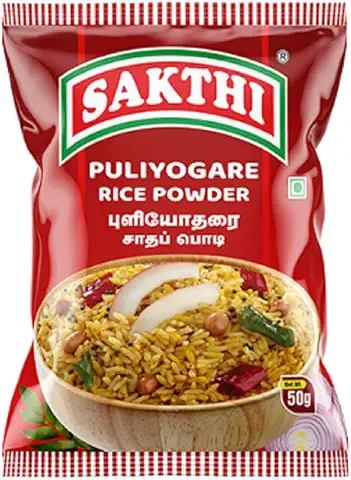 SAKTHI
®
PULIYOGARE
RICE POWDER
புளியோதரை
சாதப் பொடி
Net Wt.
50g